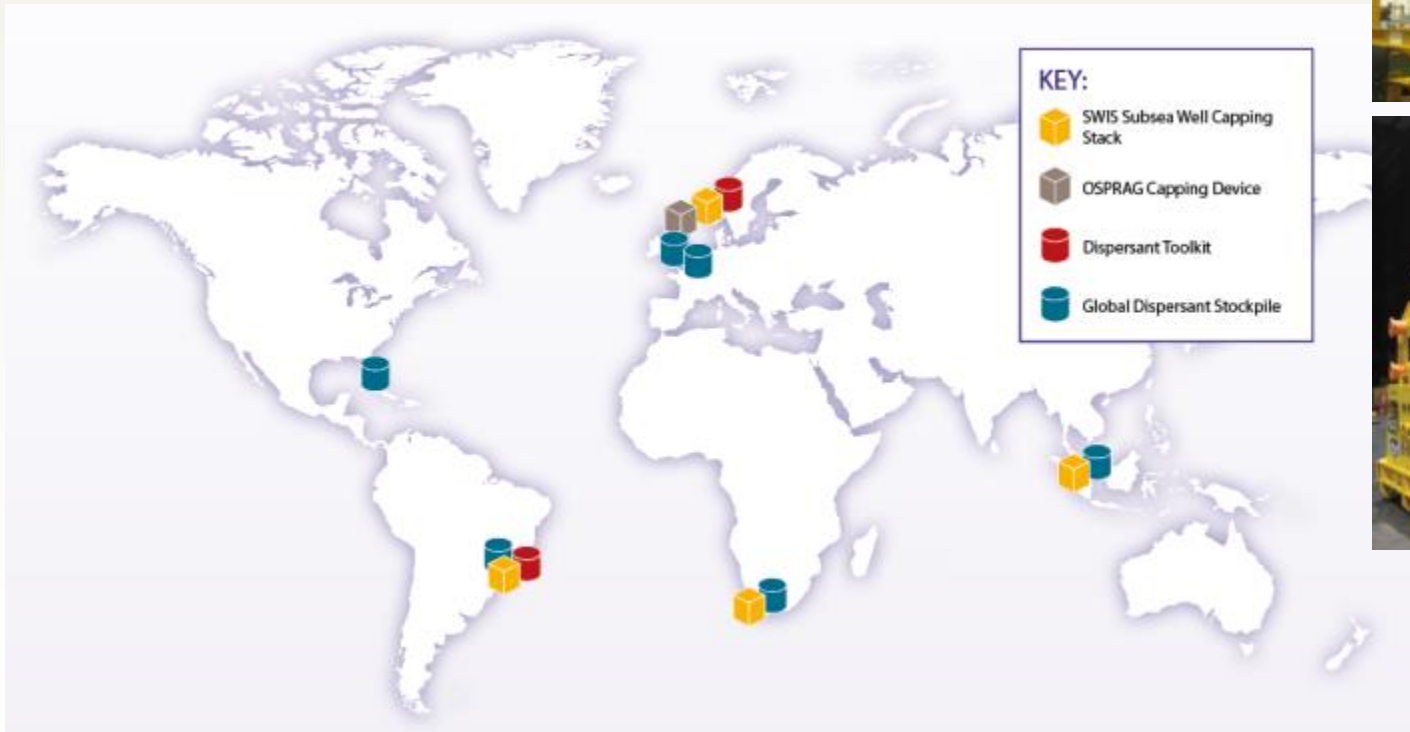 KEY:
SWIS Subsea Well Capping
Stack
OSPRAG Capping Device
Dispersant Toolkit
Global Dispersant Stockpile